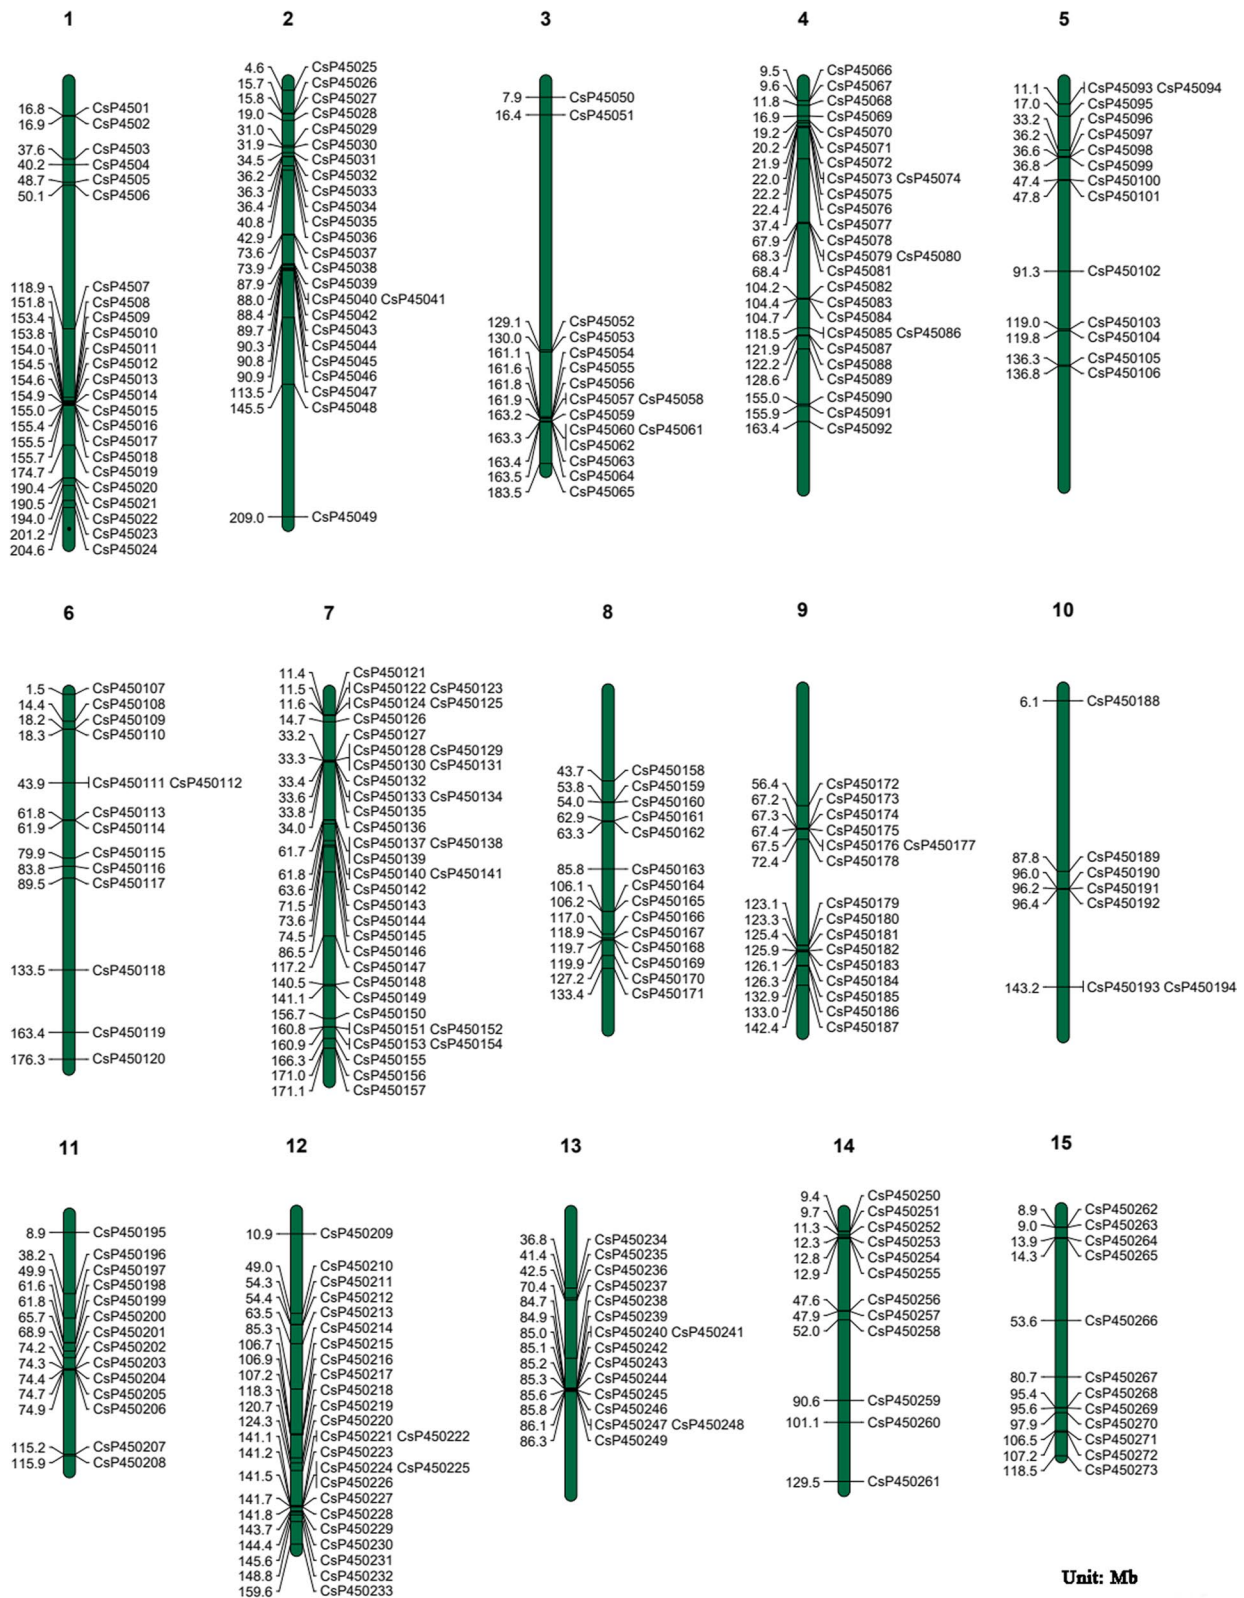 1
16.8 CsP4501
16.9 CsP4502
37.6 CsP4503
40.2 CsP4504
48.7 CsP4505
50.1 CsP4506
118.9 CsP4507
151.8 CsP4508
153.4 CsP4509
153.8 CsP45010
154.0 CsP45011
154.5 CsP45012
154.6 CsP45013
154.9 CsP45014
155.0 CsP45015
155.4 CsP45016
155.5 CsP45017
155.7 CsP45018
174.7 CsP45019
190.4 CsP45020
190.5 CsP45021
194.0 CsP45022
201.2 CsP45023
204.6 CsP45024
2
4.6 CsP45025
15.7 CsP45026
15.8 CsP45027
19.0 CsP45028
31.0 CsP45029
31.9 CsP45030
34.5 CsP45031
36.2 CsP45032
36.3 CsP45033
36.4 CsP45034
40.8 CsP45035
42.9 CsP45036
73.6 CsP45037
73.9 CsP45038
87.9 CsP45039
88.0 CsP45040 CsP45041
88.4 CsP45042
89.7 CsP45043
90.3 CsP45044
90.8 CsP45045
90.9 CsP45046
113.5 CsP45047
145.5 CsP45048
209.0 CsP45049
3
7.9 CsP45050
16.4 CsP45051
129.1 CsP45052
130.0 CsP45053
161.1 CsP45054
161.6 CsP45055
161.8 CsP45056
161.9 CsP45057 CsP45058
163.2 CsP45059
163.3 CsP45060 CsP45061
CsP45062
163.4 CsP45063
163.5 CsP45064
183.5 CsP45065
4
9.5 CsP45066
9.6 CsP45067
11.8 CsP45068
16.9 CsP45069
19.2 CsP45070
20.2 CsP45071
21.9 CsP45072
22.0 CsP45073 CsP45074
22.2 CsP45075
22.4 CsP45076
37.4 CsP45077
67.9 CsP45078
68.3 CsP45079 CsP45080
68.4 CsP45081
104.2 CsP45082
104.4 CsP45083
104.7 CsP45084
118.5 CsP45085 CsP45086
121.9 CsP45087
122.2 CsP45088
128.6 CsP45089
155.0 CsP45090
155.9 CsP45091
163.4 CsP45092
5
11.1 CsP45093 CsP45094
17.0 CsP45095
33.2 CsP45096
36.2 CsP45097
36.6 CsP45098
36.8 CsP45099
47.4 CsP450100
47.8 CsP450101
91.3 CsP450102
119.0 CsP450103
119.8 CsP450104
136.3 CsP450105
136.8 CsP450106
6
1.5 CsP450107
14.4 CsP450108
18.2 CsP450109
18.3 CsP450110
43.9 CsP450111 CsP450112
61.8 CsP450113
61.9 CsP450114
79.9 CsP450115
83.8 CsP450116
89.5 CsP450117
133.5 CsP450118
163.4 CsP450119
176.3 CsP450120
7
11.4 CsP450121
11.5 CsP450122 CsP450123
11.6 CsP450124 CsP450125
14.7 CsP450126
33.2 CsP450127
33.3 CsP450128 CsP450129
CsP450130 CsP450131
33.4 CsP450132
33.6 CsP450133 CsP450134
33.8 CsP450135
34.0 CsP450136
61.7 CsP450137 CsP450138
CsP450139
61.8 CsP450140 CsP450141
63.6 CsP450142
71.5 CsP450143
73.6 CsP450144
74.5 CsP450145
86.5 CsP450146
117.2 CsP450147
140.5 CsP450148
141.1 CsP450149
156.7 CsP450150
160.8 CsP450151 CsP450152
160.9 CsP450153 CsP450154
166.3 CsP450155
171.0 CsP450156
171.1 CsP450157
8
43.7 CsP450158
53.8 CsP450159
54.0 CsP450160
62.9 CsP450161
63.3 CsP450162
85.8 CsP450163
106.1 CsP450164
106.2 CsP450165
117.0 CsP450166
118.9 CsP450167
119.7 CsP450168
119.9 CsP450169
127.2 CsP450170
133.4 CsP450171
9
56.4 CsP450172
67.2 CsP450173
67.3 CsP450174
67.4 CsP450175
67.5 CsP450176 CsP450177
72.4 CsP450178
123.1 CsP450179
123.3 CsP450180
125.4 CsP450181
125.9 CsP450182
126.1 CsP450183
126.3 CsP450184
132.9 CsP450185
133.0 CsP450186
142.4 CsP450187
10
6.1 CsP450188
87.8 CsP450189
96.0 CsP450190
96.2 CsP450191
96.4 CsP450192
143.2 CsP450193 CsP450194
11
8.9 CsP450195
38.2 CsP450196
49.9 CsP450197
61.6 CsP450198
61.8 CsP450199
65.7 CsP450200
68.9 CsP450201
74.2 CsP450202
74.3 CsP450203
74.4 CsP450204
74.7 CsP450205
74.9 CsP450206
115.2 CsP450207
115.9 CsP450208
12
10.9 CsP450209
49.0 CsP450210
54.3 CsP450211
54.4 CsP450212
63.5 CsP450213
85.3 CsP450214
106.7 CsP450215
106.9 CsP450216
107.2 CsP450217
118.3 CsP450218
120.7 CsP450219
124.3 CsP450220
141.1 CsP450221 CsP450222
141.2 CsP450223
141.5 CsP450224 CsP450225
CsP450226
141.7 CsP450227
141.8 CsP450228
143.7 CsP450229
144.4 CsP450230
145.6 CsP450231
148.8 CsP450232
159.6 CsP450233
13
36.8 CsP450234
41.4 CsP450235
42.5 CsP450236
70.4 CsP450237
84.7 CsP450238
84.9 CsP450239
85.0 CsP450240 CsP450241
85.1 CsP450242
85.2 CsP450243
85.3 CsP450244
85.6 CsP450245
85.8 CsP450246
86.1 CsP450247 CsP450248
86.3 CsP450249
14
9.4 CsP450250
9.7 CsP450251
11.3 CsP450252
12.3 CsP450253
12.8 CsP450254
12.9 CsP450255
47.6 CsP450256
47.9 CsP450257
52.0 CsP450258
90.6 CsP450259
101.1 CsP450260
129.5 CsP450261
15
8.9 CsP450262
9.0 CsP450263
13.9 CsP450264
14.3 CsP450265
53.6 CsP450266
80.7 CsP450267
95.4 CsP450268
95.6 CsP450269
97.9 CsP450270
106.5 CsP450271
107.2 CsP450272
118.5 CsP450273
Unit: Mb